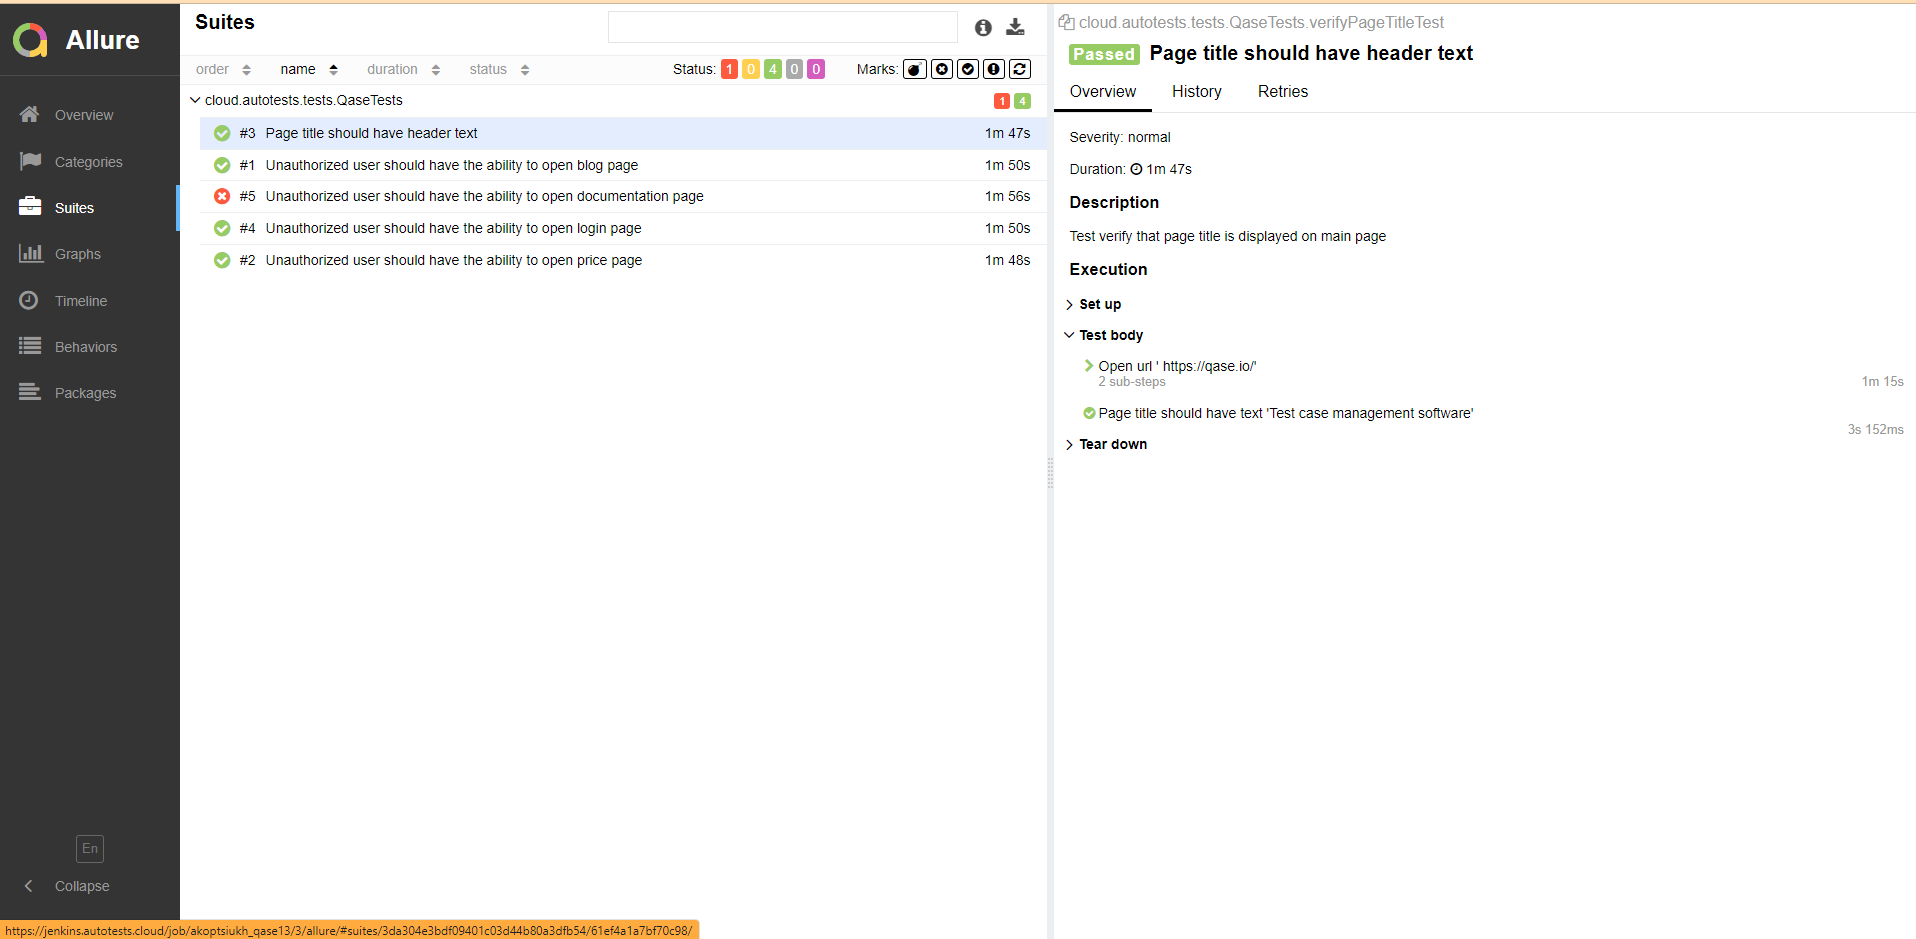 Allure
Overview
Categories
Suites
Graphs
Timeline
Behaviors
Packages
En
Collapse
Suites
order name duration status Status: 1 0 4 0 0 Marks:
cloud.autotests.tests.QaseTests 1 4
#3 Page title should have header text 1m 47s
#1 Unauthorized user should have the ability to open blog page 1m 50s
#5 Unauthorized user should have the ability to open documentation page 1m 56s
#4 Unauthorized user should have the ability to open login page 1m 50s
#2 Unauthorized user should have the ability to open price page 1m 48s
cloud.autotests.tests.QaseTests.verifyPageTitleTest
Passed Page title should have header text
Overview History Retries
Severity: normal
Duration: 1m 47s
Description
Test verify that page title is displayed on main page
Execution
Set up
Test body
Open url ' https://qase.io/'
2 sub-steps 1m 15s
Page title should have text 'Test case management software'
3s 152ms
Tear down
https://jenkins.autotests.cloud/job/akoptsiukh_qase13/3/allure/#suites/3da304e3bdf09401c03d44b80a3dfb54/61ef4a1a7bf70c98/